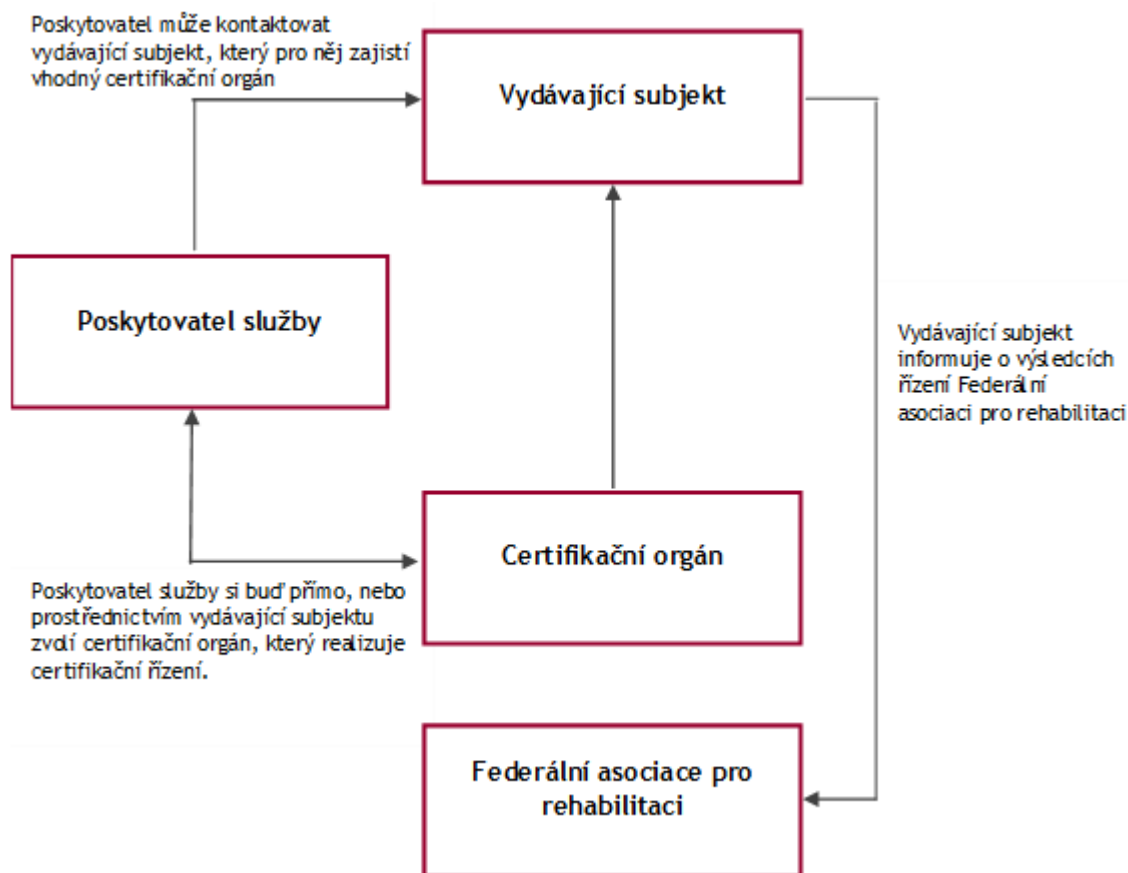 Poskytovatel může kontaktovat
vydávající subjekt, který pro něj zajistí
vhodný certifikační orgán
Vydávající subjekt
Poskytovatel služby
Vydávající subjekt
informuje o výsledcích
řízení Federální
asociaci pro rehabilitaci
Certifikační orgán
Poskytovatel služby si buď přímo, nebo
prostřednictvím vydávající subjektu
zvolí certifikační orgán, který realizuje
certifikační řízení.
Federální asociace pro
rehabilitaci